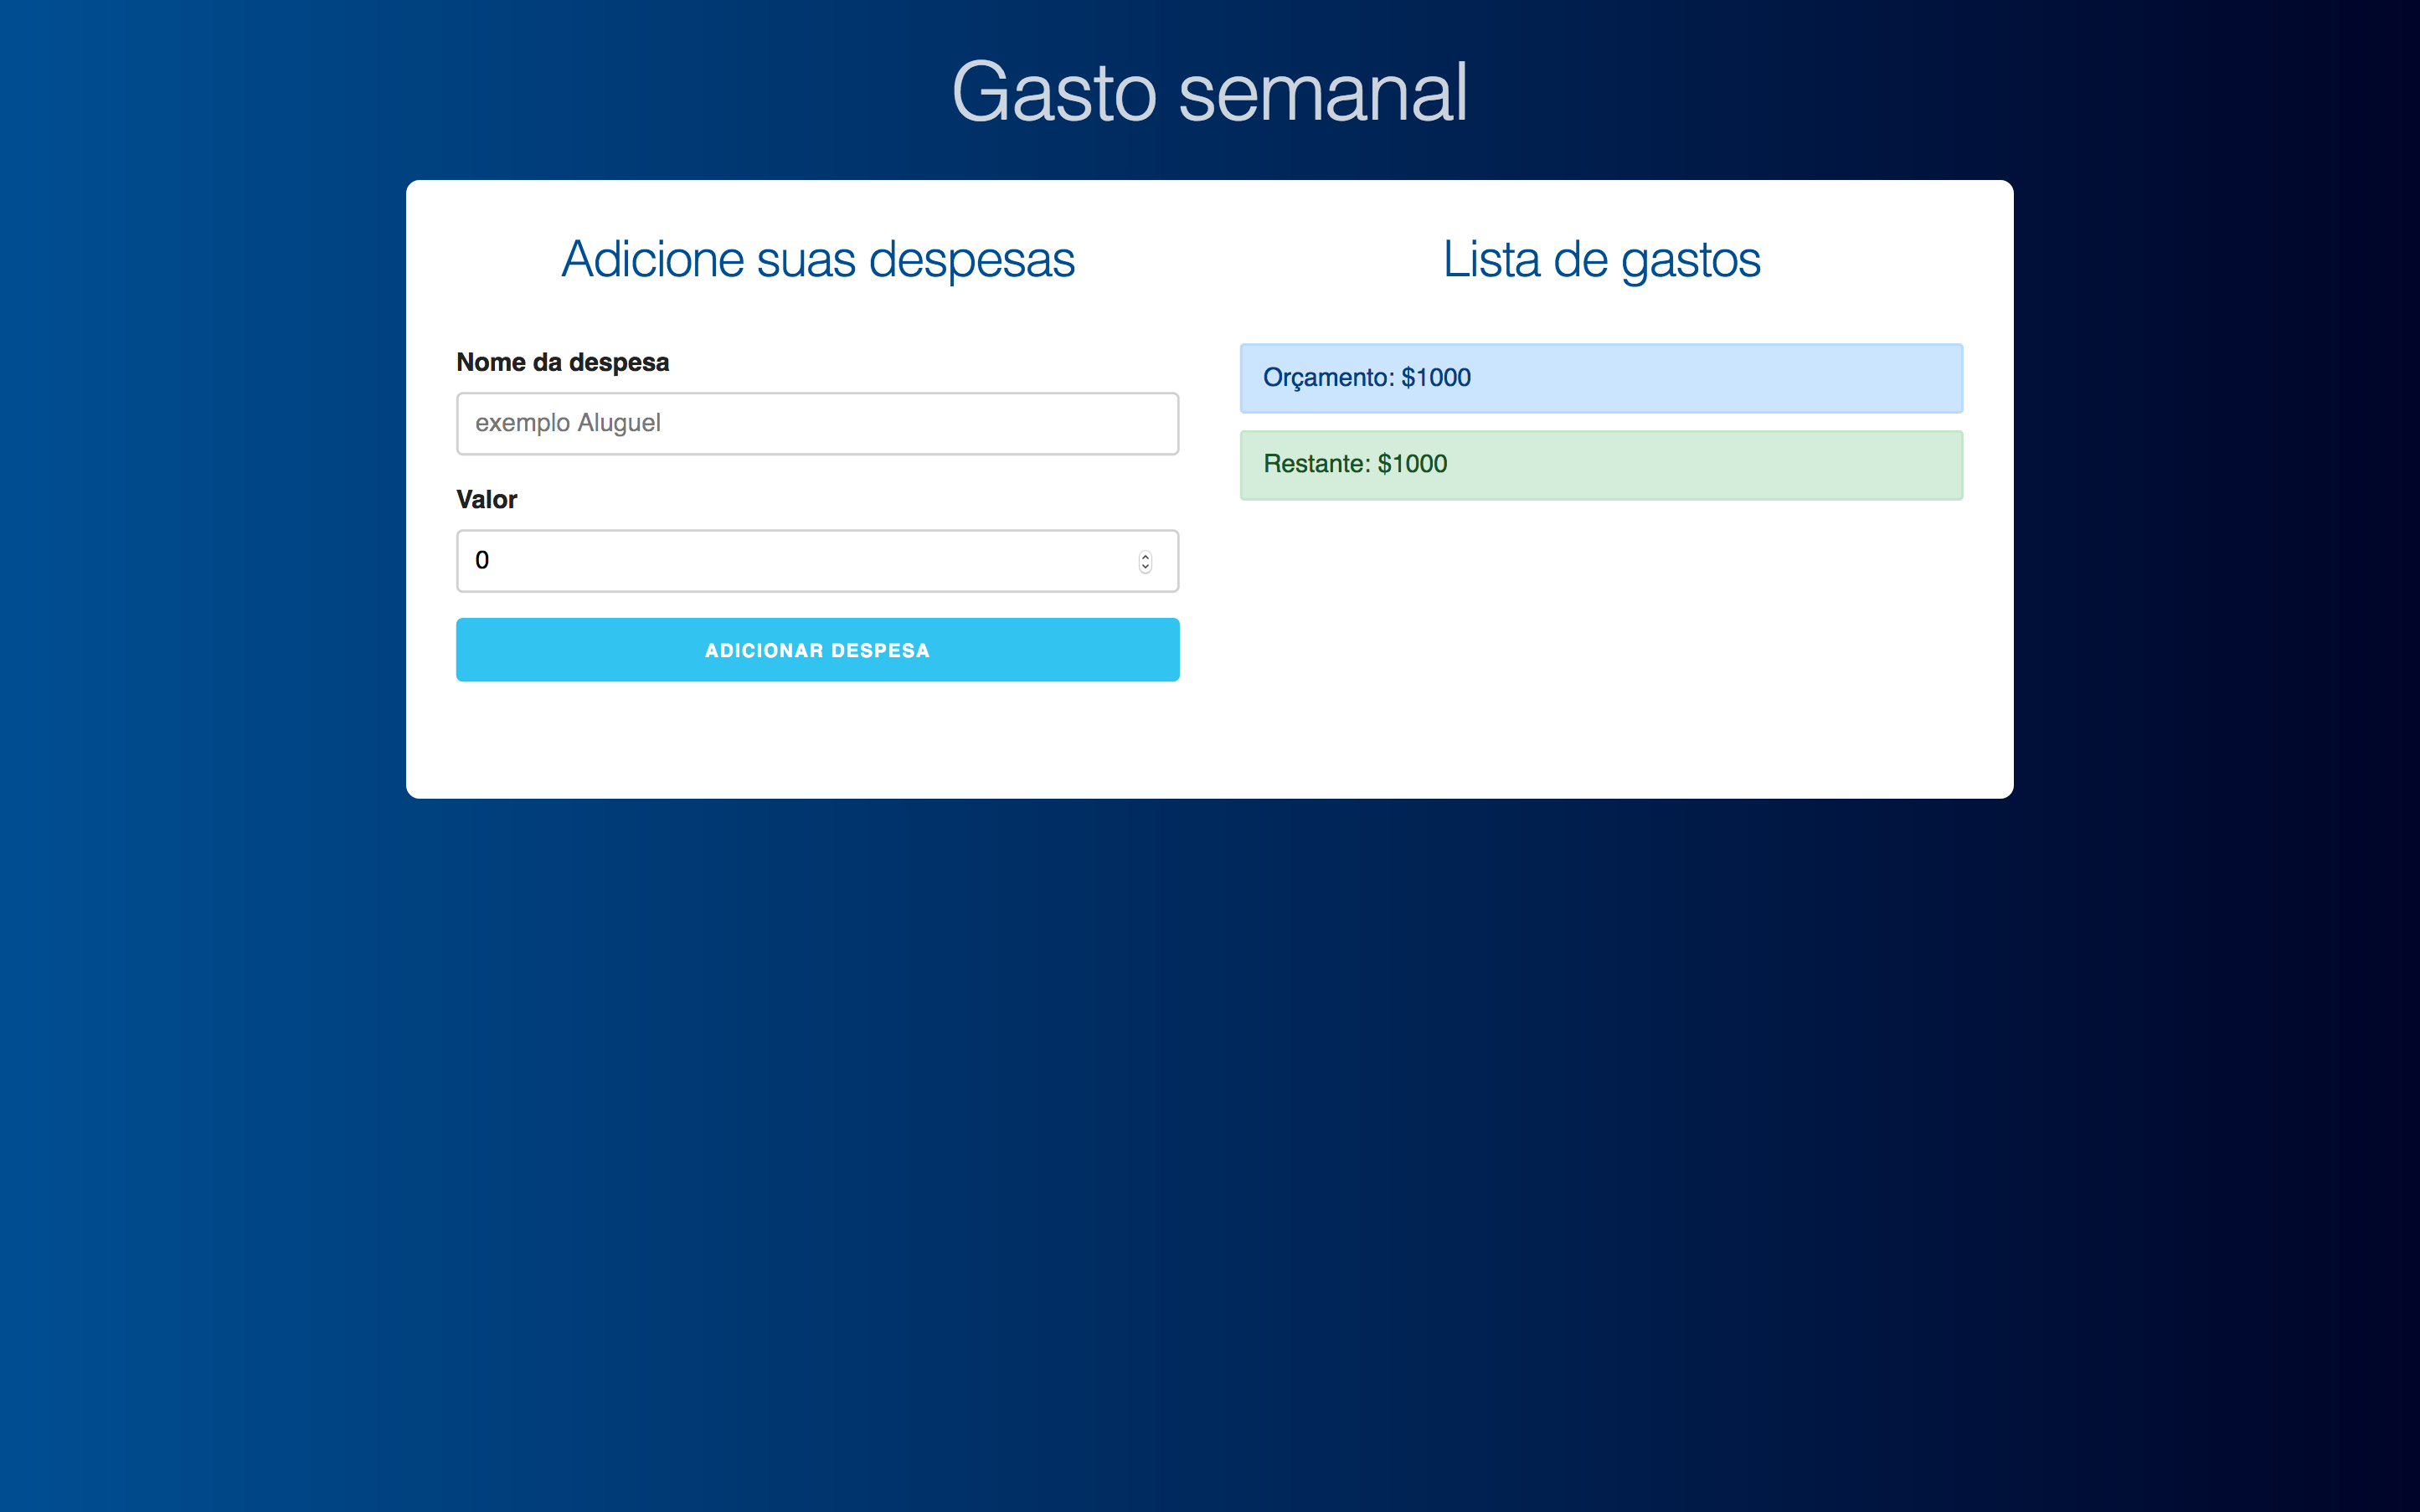 Gasto semanal
Adicione suas despesas
Nome da despesa
exemplo Aluguel
Valor
0
ADICIONAR DESPESA
Lista de gastos
Orçamento: $1000
Restante: $1000